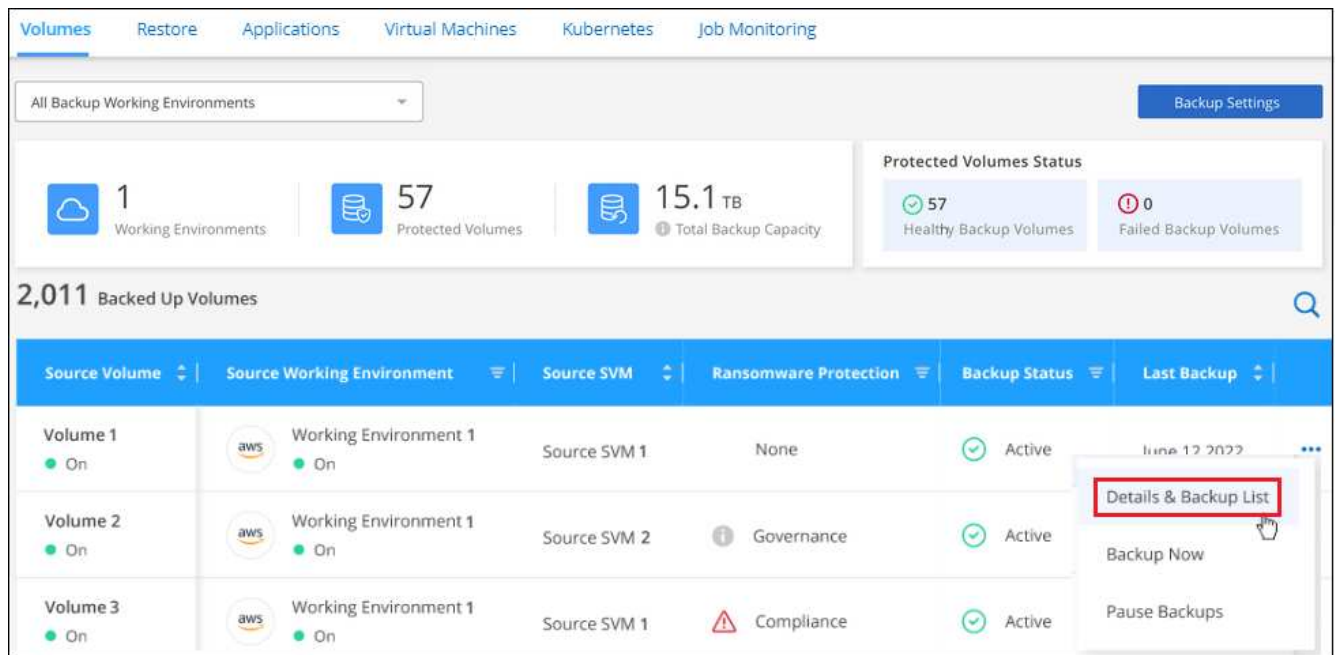 Volumes Restore Applications Virtual Machines Kubernetes Job Monitoring
All Backup Working Environments
Backup Settings
1
Working Environments
57
Protected Volumes
15.1 TB
Total Backup Capacity
Protected Volumes Status
57
Healthy Backup Volumes
0
Failed Backup Volumes
2,011 Backed Up Volumes
Source Volume Source Working Environment Source SVM Ransomware Protection Backup Status Last Backup
Volume 1
On
aws
Working Environment 1
On
Source SVM 1
None
Active
June 12 2022
Volume 2
On
aws
Working Environment 1
On
Source SVM 2
Governance
Active
Volume 3
On
aws
Working Environment 1
On
Source SVM 1
Compliance
Active
Details & Backup List
Backup Now
Pause Backups